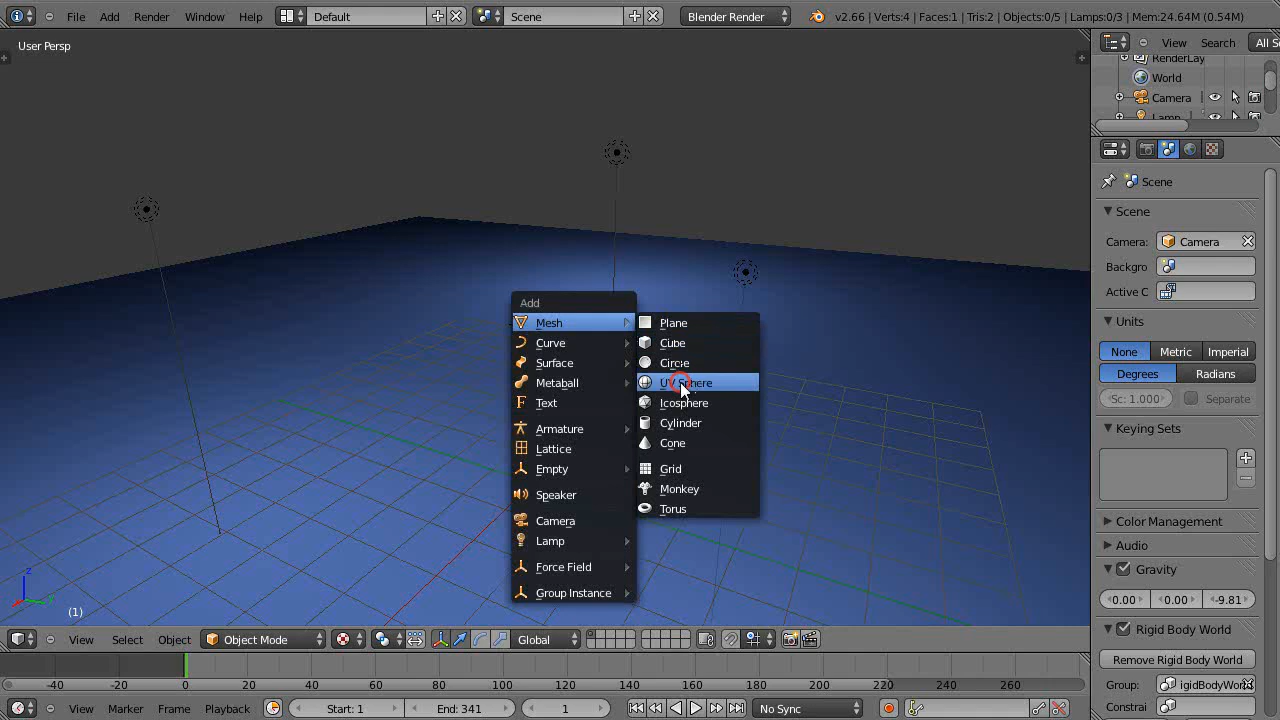 File Add Render Window Help Default Scene Blender Render v2.66 | Verts:4 | Faces:1 | Tris:2 | Objects:0/5 | Lamps:0/3 | Mem:24.64M (0.54M)
User Persp
View Search All S
RenderLay
World
Camera
Lamp
Scene
Scene
Camera: Camera
Backgro
Active C
Units
None Metric Imperial
Degrees Radians
Sc: 1.000 Separate
Keying Sets
Color Management
Audio
Gravity
0.00 0.00 -9.81
Rigid Body World
Remove Rigid Body World
Group: igidBodyWorld
Constrai
Add
Mesh
Curve
Surface
Metaball
Text
Armature
Lattice
Empty
Speaker
Camera
Lamp
Force Field
Group Instance
Plane
Cube
Circle
UV Sphere
Icosphere
Cylinder
Cone
Grid
Monkey
Torus
z
y
(1)
View Select Object Object Mode Global
-40 -20 0 20 40 60 80 100 120 140 160 180 200 220 240 260
View Marker Frame Playback Start: 1 End: 341 1 No Sync